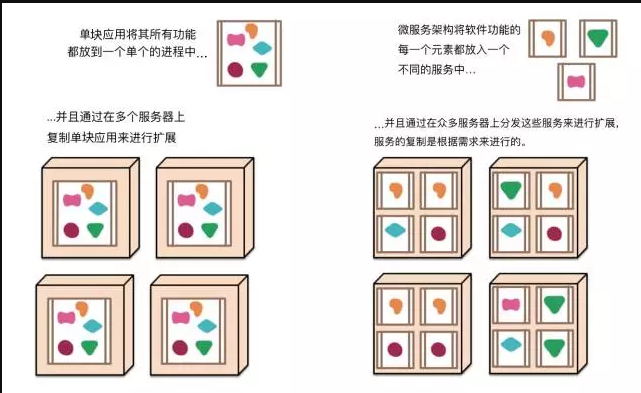 单块应用将其所有功能
都放到一个单个的进程中...
...并且通过在多个服务器上
复制单块应用来进行扩展
微服务架构将软件功能的
每一个元素都放入一个
不同的服务中...
...并且通过在众多服务器上分发这些服务来进行扩展,
服务的复制是根据需求来进行的。